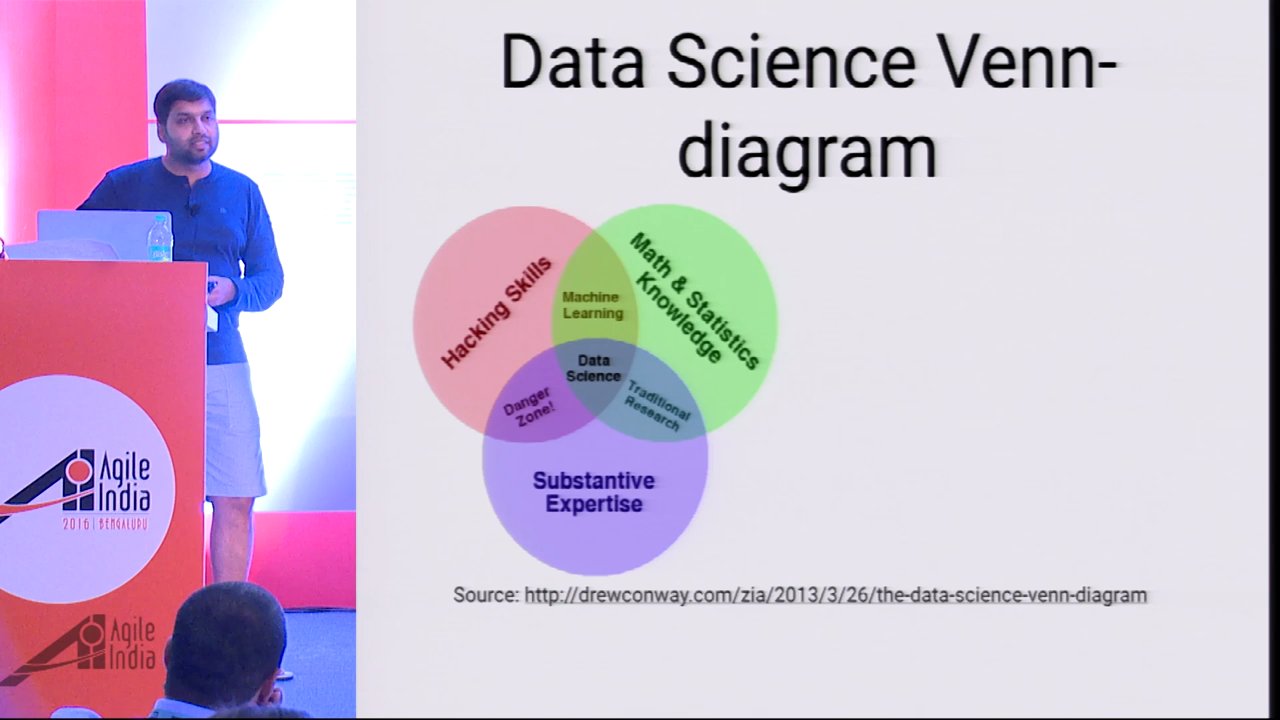 Data Science Venn-
diagram
Hacking Skills
Math & Statistics
Knowledge
Machine
Learning
Data
Science
Danger
Zone!
Traditional
Research
Substantive
Expertise
Source: http://drewconway.com/zia/2013/3/26/the-data-science-venn-diagram
Agile
India
2016 | BENGALURU
Agile
India